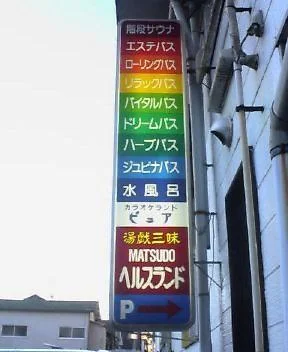 階段サウナ
エステバス
ローリングバス
リラックバス
バイタルバス
ドリームバス
ハーブバス
ジュピナバス
水風呂
カラオケランド
ピュア
湯戯三昧
MATSUDO
ヘルスランド
P